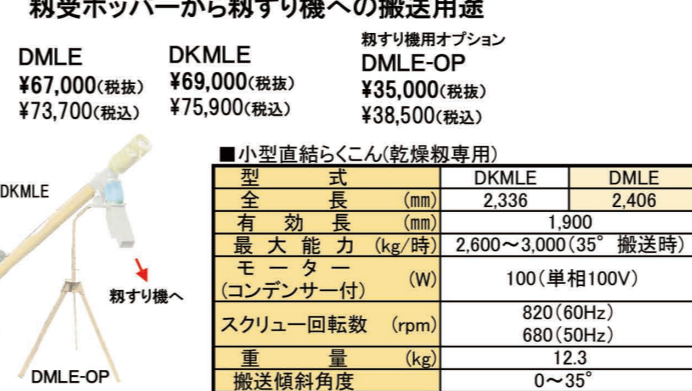 籾受ホッパーから籾すり機への搬送用途
DMLE
¥67,000(税抜)
¥73,700(税込)
DKMLE
¥69,000(税抜)
¥75,900(税込)
籾すり機用オプション
DMLE-OP
¥35,000(税抜)
¥38,500(税込)
DKMLE
籾すり機へ
DMLE-OP
■小型直結らくこん(乾燥籾専用)
型 式 DKMLE DMLE
全 長 (mm) 2,336 2,406
有 効 長 (mm) 1,900
最 大 能 力 (kg/時) 2,600～3,000(35° 搬送時)
モ ー タ ー
(コンデンサー付) (W) 100(単相100V)
スクリュー回転数 (rpm) 820(60Hz)
680(50Hz)
重 量 (kg) 12.3
搬送傾斜角度 0～35°